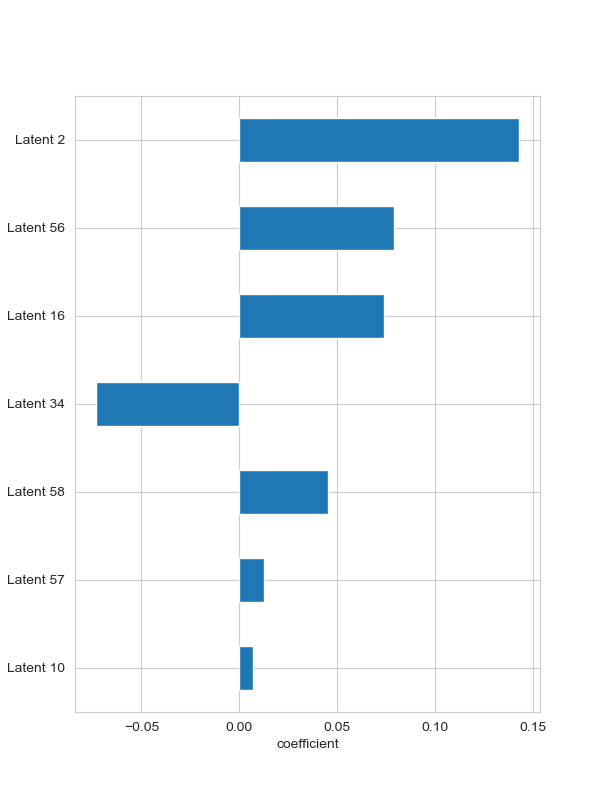 Latent 2
Latent 56
Latent 16
Latent 34
Latent 58
Latent 57
Latent 10
−0.05 0.00 0.05 0.10 0.15
coefficient